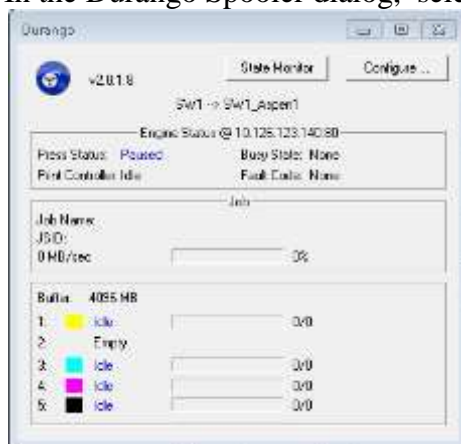 In the Durango Spooler dialog, sele
Durango
v2.0.1.8
State Monitor
Configure ...
SW1 -> SW1_Aspen1
Engine Status @ 10.126.123.140:80
Press Status: Paused
Busy State: None
Print Controller: Idle
Fault Code: None
Job
Job Name:
JSID:
0 MB/sec
0%
Buffer: 4095 MB
1: Idle 0/0
2: Empty
3: Idle 0/0
4: Idle 0/0
5: Idle 0/0